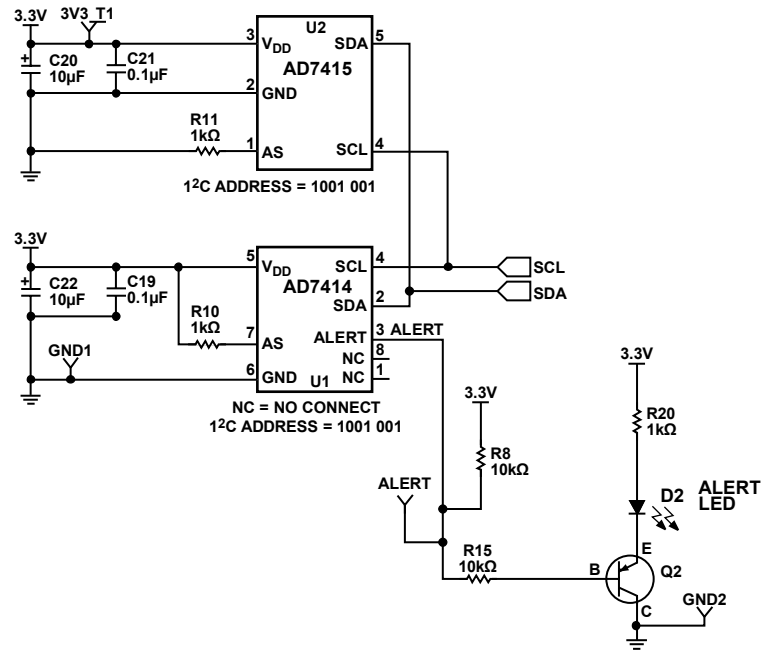 3.3V
3V3_T1
C20
10µF
C21
0.1µF
R11
1kΩ
3
2
1
U2
V_DD
SDA
AD7415
GND
AS
SCL
5
4
1²C ADDRESS = 1001 001
3.3V
C22
10µF
C19
0.1µF
R10
1kΩ
GND1
5
7
6
V_DD
SCL
AD7414
SDA
ALERT
AS
NC
GND
U1
NC
4
2
3 ALERT
8
1
SCL
SDA
NC = NO CONNECT
1²C ADDRESS = 1001 001
3.3V
R8
10kΩ
ALERT
R15
10kΩ
3.3V
R20
1kΩ
D2
ALERT
LED
E
B
Q2
C
GND2